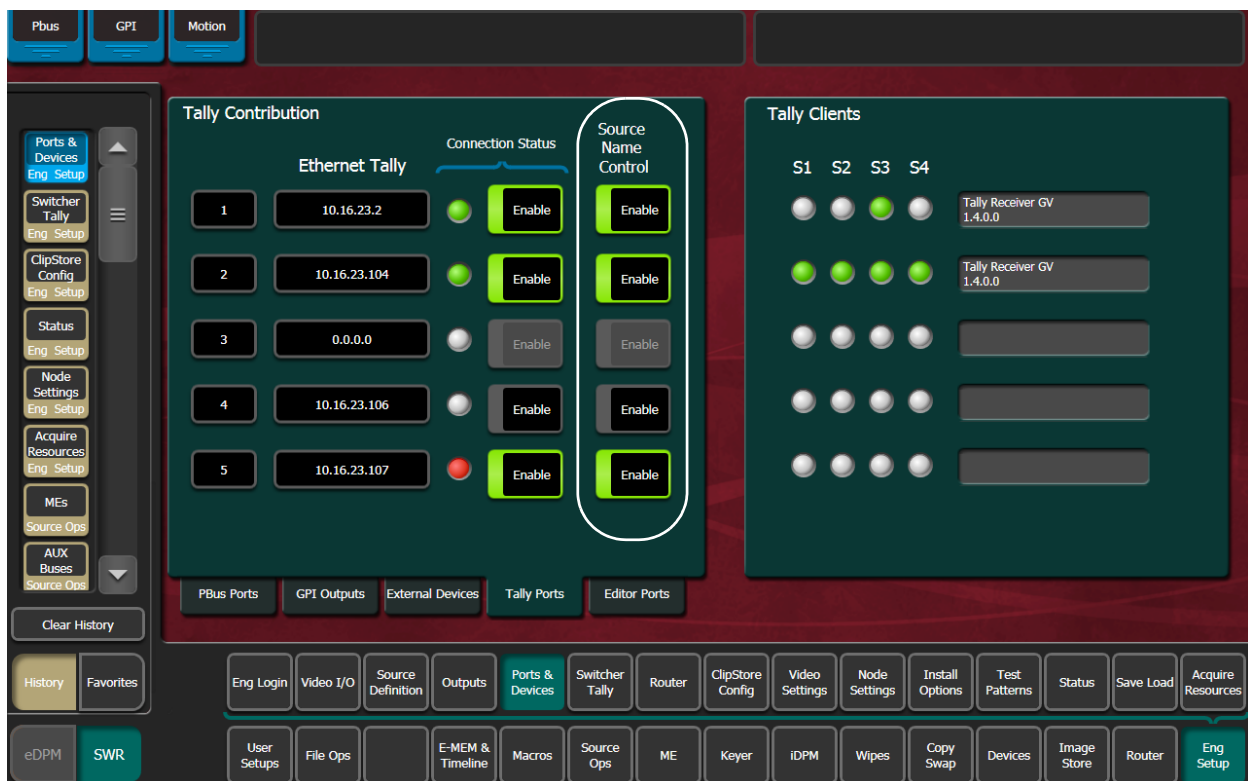 Pbus
GPI
Motion
Ports &
Devices
Eng Setup
Switcher
Tally
Eng Setup
ClipStore
Config
Eng Setup
Status
Eng Setup
Node
Settings
Eng Setup
Acquire
Resources
Eng Setup
MEs
Source Ops
AUX
Buses
Source Ops
Clear History
History
Favorites
eDPM
SWR
Tally Contribution
Ethernet Tally
Connection Status
Source
Name
Control
1
10.16.23.2
Enable
Enable
2
10.16.23.104
Enable
Enable
3
0.0.0.0
Enable
Enable
4
10.16.23.106
Enable
Enable
5
10.16.23.107
Enable
Enable
Tally Clients
S1 S2 S3 S4
Tally Receiver GV
1.4.0.0
Tally Receiver GV
1.4.0.0
PBus Ports
GPI Outputs
External Devices
Tally Ports
Editor Ports
Eng Login
Video I/O
Source
Definition
Outputs
Ports &
Devices
Switcher
Tally
Router
ClipStore
Config
Video
Settings
Node
Settings
Install
Options
Test
Patterns
Status
Save Load
Acquire
Resources
User
Setups
File Ops
E-MEM &
Timeline
Macros
Source
Ops
ME
Keyer
iDPM
Wipes
Copy
Swap
Devices
Image
Store
Router
Eng
Setup